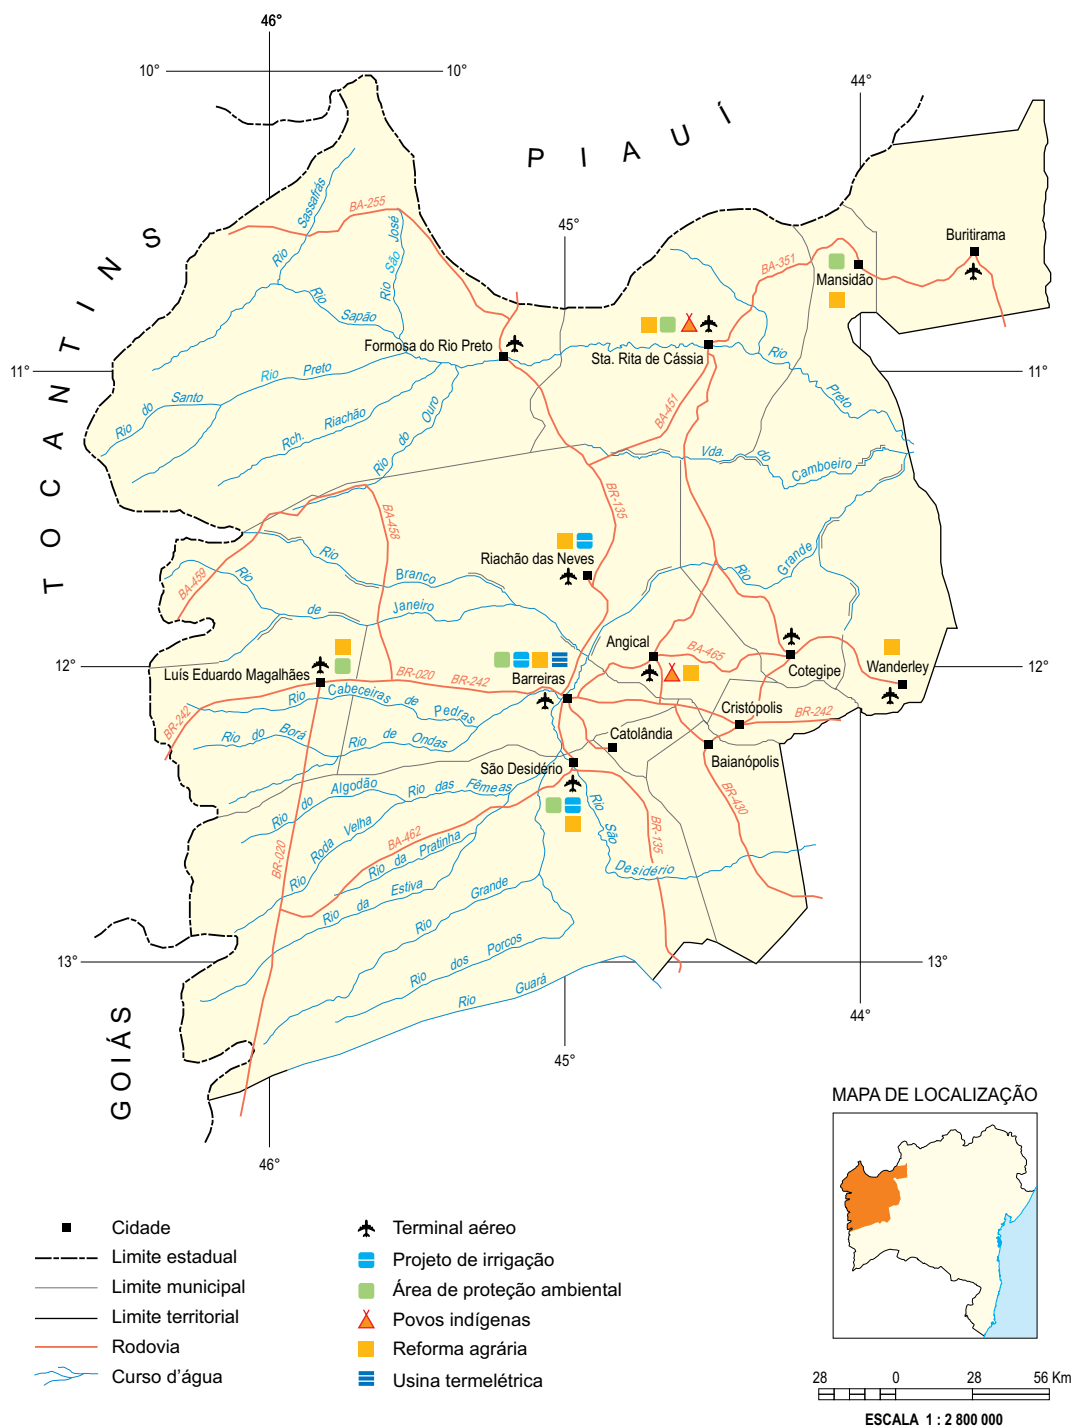 46°
10°
10°
44°
PIAUÍ
Rio Sassafrás
BA-255
Rio São José
45°
Buritirama
BA-351
Mansidão
TOCANTINS
Rio Sapão
Formosa do Rio Preto
Sta. Rita de Cássia
Rio Preto
11°
11°
Rio Preto
Rio do Santo
Rch. Riachão
Rio do Ouro
BA-451
Vda. do Camboeiro
BR-135
BA-458
Riachão das Neves
Rio Grande
Rio Branco
BA-459
Rio de Janeiro
Angical
BA-465
12°
12°
Luís Eduardo Magalhães
BR-020
BR-242
Barreiras
Cotegipe
Wanderley
Rio Cabeceiras de Pedras
Cristópolis
BR-242
BR-242
Rio do Borá
Rio de Ondas
Catolândia
Baianópolis
São Desidério
Rio do Algodão
Rio das Fêmeas
BR-430
Rio Roda Velha
BA-462
Rio São Desidério
BR-135
BR-020
Rio da Pratinha
Rio da Estiva
Rio Grande
13°
13°
Rio dos Porcos
Rio Guará
GOIÁS
44°
45°
46°
MAPA DE LOCALIZAÇÃO
Cidade
Limite estadual
Limite municipal
Limite territorial
Rodovia
Curso d’água
Terminal aéreo
Projeto de irrigação
Área de proteção ambiental
Povos indígenas
Reforma agrária
Usina termelétrica
28 0 28 56 Km
ESCALA 1 : 2 800 000